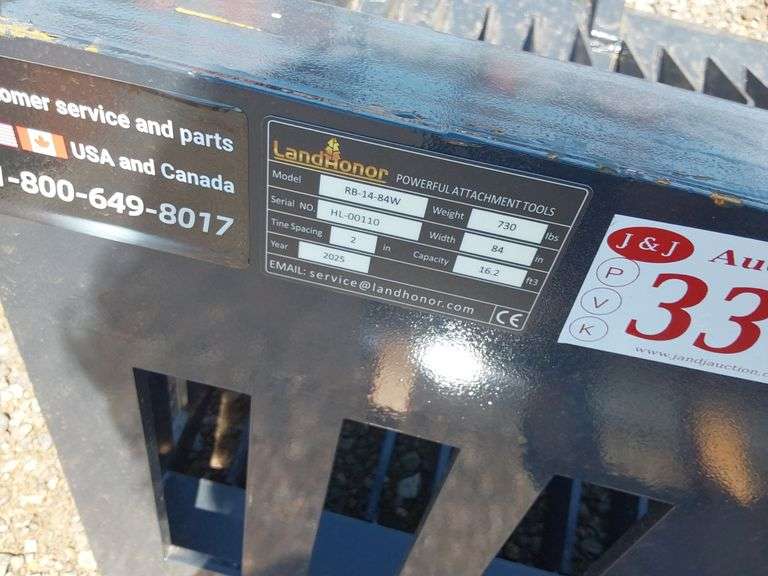 omer service and parts
USA and Canada
1-800-649-8017
LandHonor POWERFUL ATTACHMENT TOOLS
Model RB-14-84W Weight 730 lbs
Serial NO. HL-00110 Width 84 in
Tine Spacing 2 in Capacity 16.2 ft3
Year 2025
EMAIL: service@landhonor.com CE
J & J Au
P
V
K
33
www.jandjauction.c